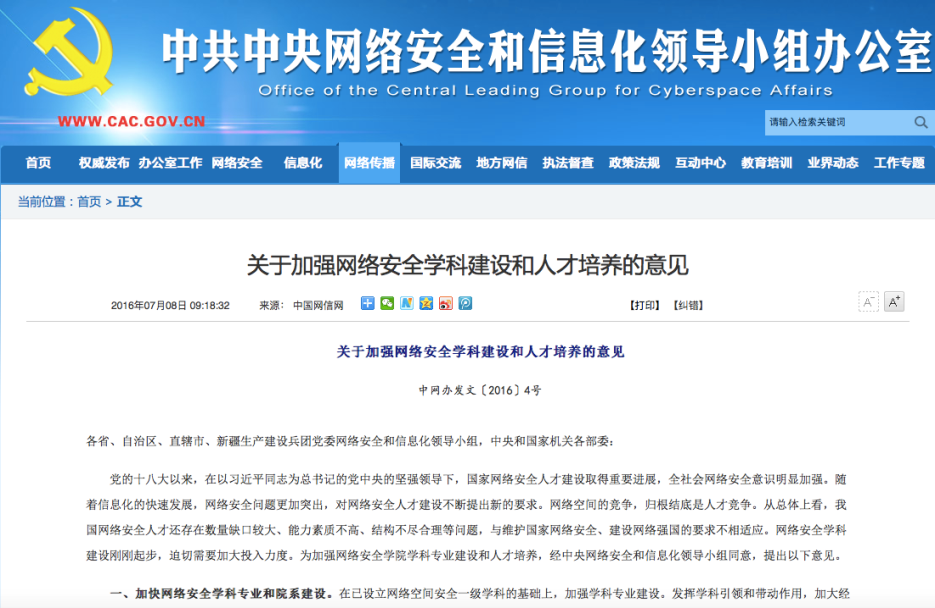 中共中央网络安全和信息化领导小组办公室
Office of the Central Leading Group for Cyberspace Affairs
WWW.CAC.GOV.CN
请输入检索关键词
首页 权威发布 办公室工作 网络安全 信息化 网络传播 国际交流 地方网信 执法督查 政策法规 互动中心 教育培训 业界动态 工作专题
当前位置：首页 > 正文
关于加强网络安全学科建设和人才培养的意见
2016年07月08日 09:18:32 来源： 中国网信网 【打印】 【纠错】 A- A+
关于加强网络安全学科建设和人才培养的意见
中网办发文〔2016〕4号
各省、自治区、直辖市、新疆生产建设兵团党委网络安全和信息化领导小组，中央和国家机关各部委：
党的十八大以来，在以习近平同志为总书记的党中央的坚强领导下，国家网络安全人才建设取得重要进展，全社会网络安全意识明显加强。随
着信息化的快速发展，网络安全问题更加突出，对网络安全人才建设不断提出新的要求。网络空间的竞争，归根结底是人才竞争。从总体上看，我
国网络安全人才还存在数量缺口较大、能力素质不高、结构不尽合理等问题，与维护国家网络安全、建设网络强国的要求不相适应。网络安全学科
建设刚刚起步，迫切需要加大投入力度。为加强网络安全学院学科专业建设和人才培养，经中央网络安全和信息化领导小组同意，提出以下意见。
一、加快网络安全学科专业和院系建设。在已设立网络空间安全一级学科的基础上，加强学科专业建设。发挥学科引领和带动作用，加大经